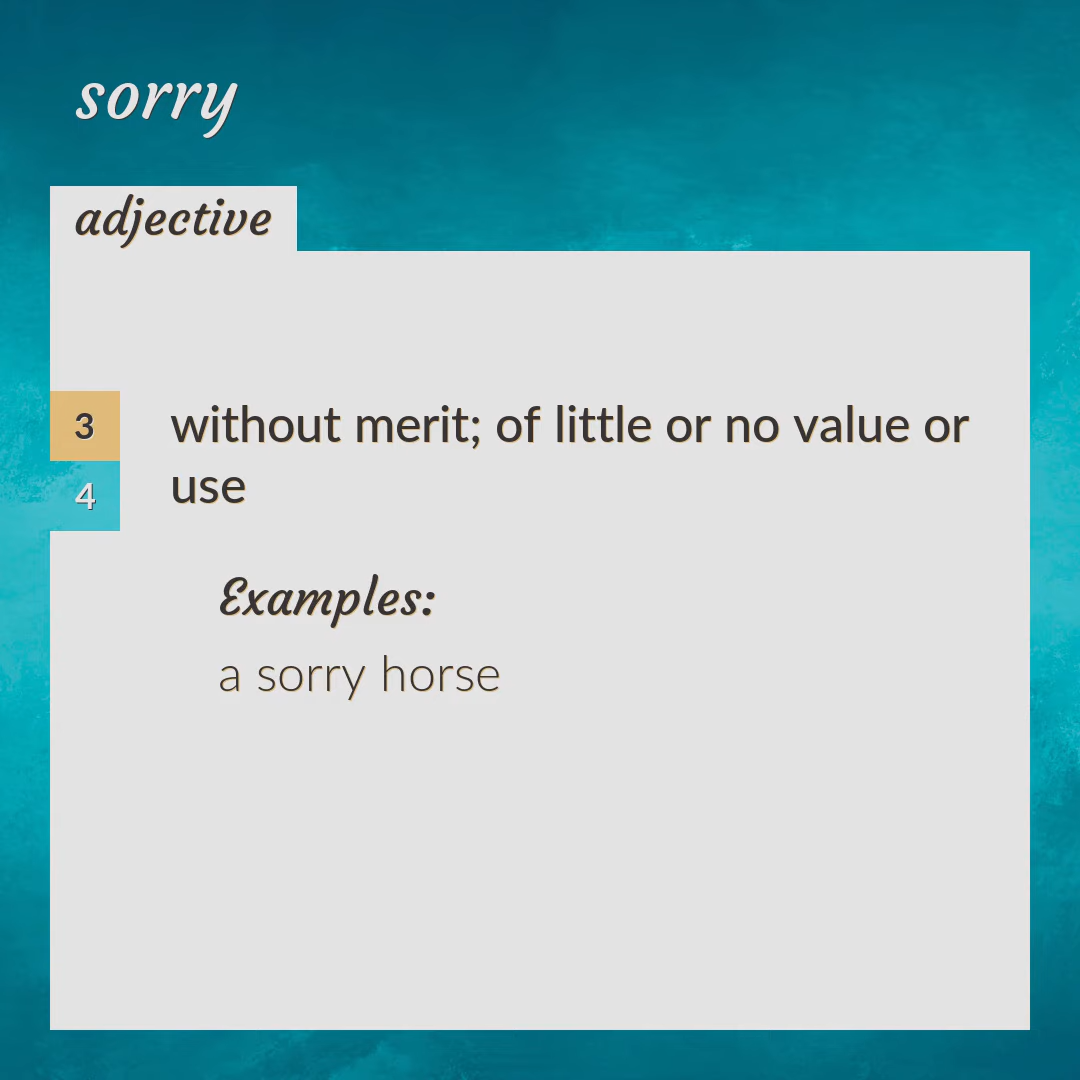 sorry
adjective
3
without merit; of little or no value or
use
4
Examples:
a sorry horse